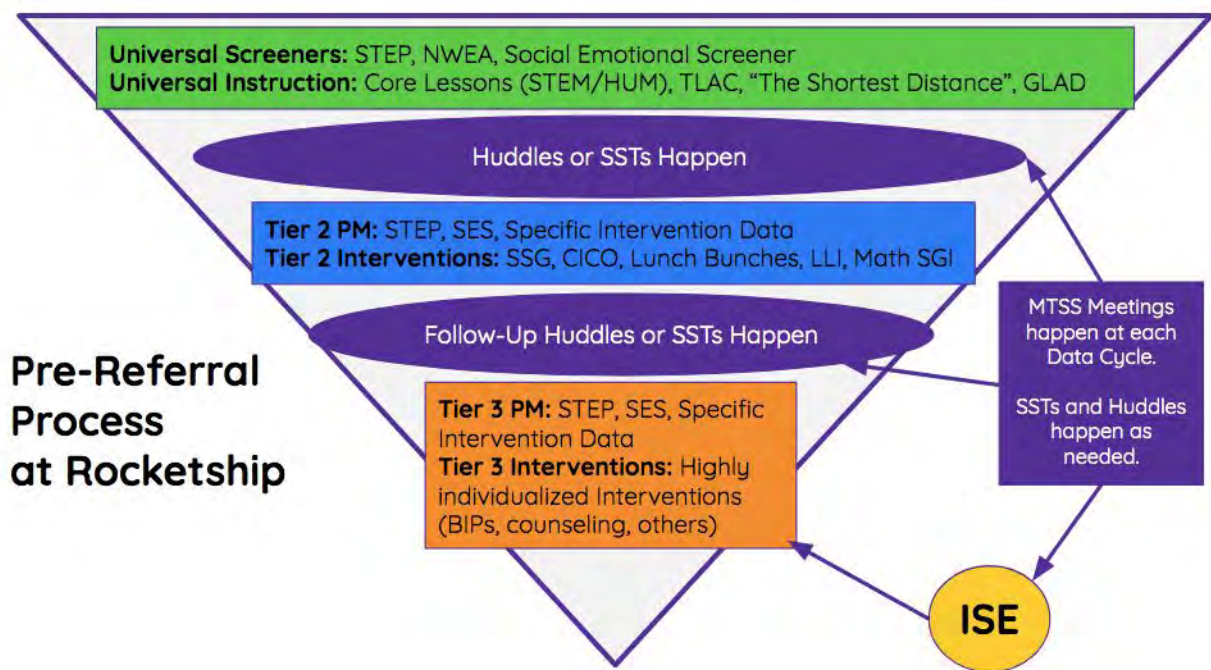 Universal Screeners: STEP, NWEA, Social Emotional Screener
Universal Instruction: Core Lessons (STEM/HUM), TLAC, “The Shortest Distance”, GLAD
Huddles or SSTs Happen
Tier 2 PM: STEP, SES, Specific Intervention Data
Tier 2 Interventions: SSG, CICO, Lunch Bunches, LLI, Math SGI
Follow-Up Huddles or SSTs Happen
MTSS Meetings
happen at each
Data Cycle.
SSTs and Huddles
happen as
needed.
Pre-Referral
Process
at Rocketship
Tier 3 PM: STEP, SES, Specific
Intervention Data
Tier 3 Interventions: Highly
individualized Interventions
(BIPs, counseling, others)
ISE